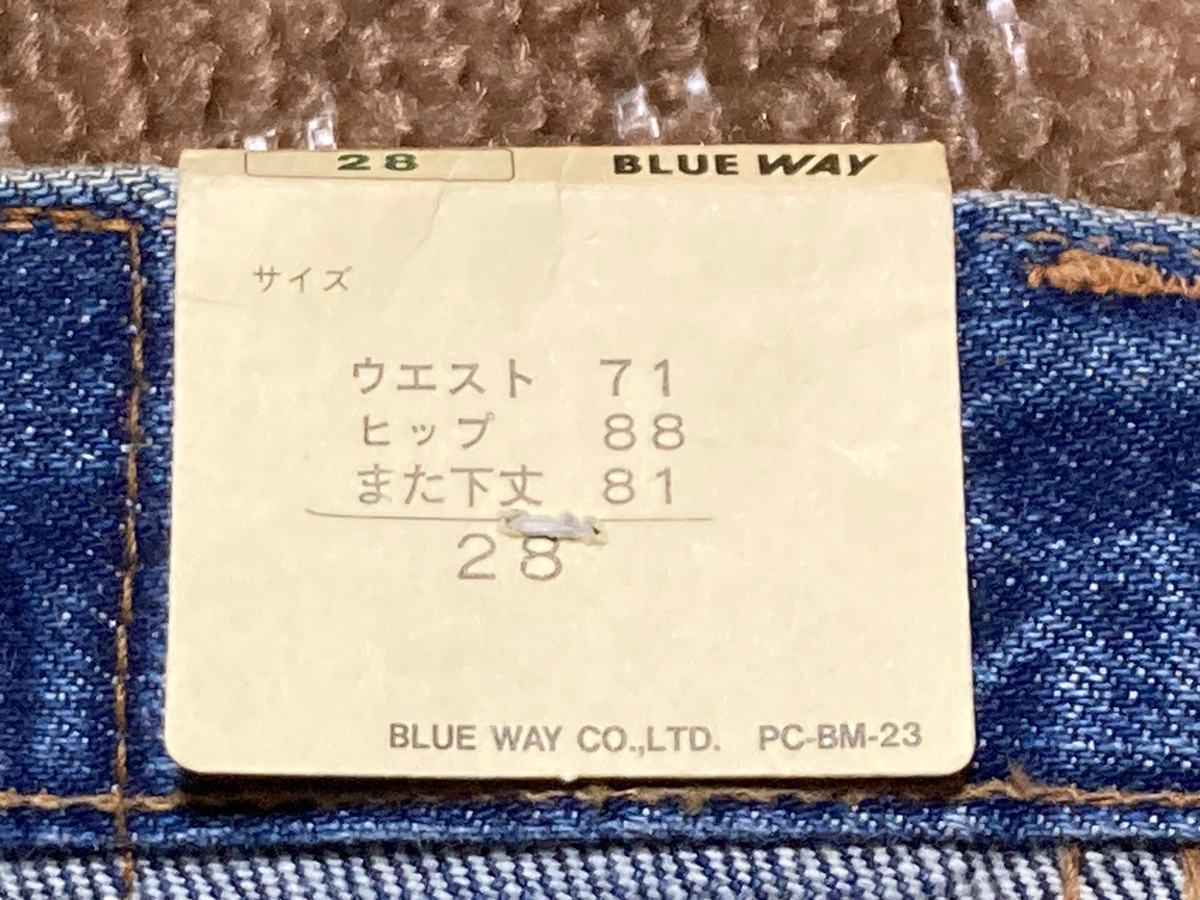 28 BLUE WAY
サイズ
ウエスト 71
ヒップ 88
また下丈 81
28
BLUE WAY CO.,LTD. PC-BM-23